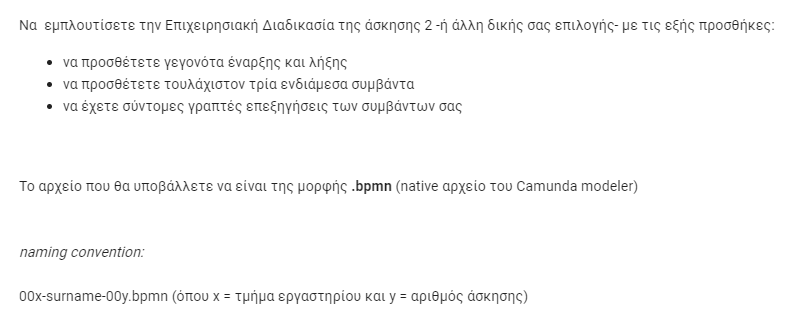 Να εμπλουτίσετε την Επιχειρησιακή Διαδικασία της άσκησης 2 -ή άλλη δικής σας επιλογής- με τις εξής προσθήκες:
• να προσθέτετε γεγονότα έναρξης και λήξης
• να προσθέτετε τουλάχιστον τρία ενδιάμεσα συμβάντα
• να έχετε σύντομες γραπτές επεξηγήσεις των συμβάντων σας
Το αρχείο που θα υποβάλλετε να είναι της μορφής .bpmn (native αρχείο του Camunda modeler)
naming convention:
00x-surname-00y.bpmn (όπου x = τμήμα εργαστηρίου και y = αριθμός άσκησης)